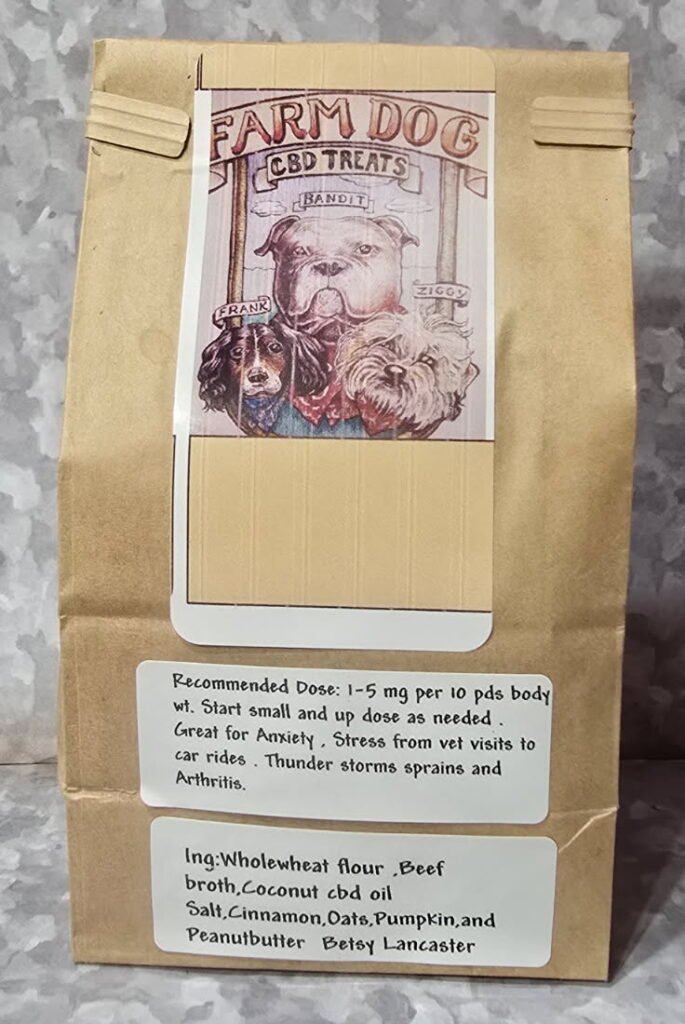 FARM DOG
CBD TREATS
BANDIT
FRANK
ZIGGY
Recommended Dose: 1-5 mg per 10 pds body
wt. Start small and up dose as needed .
Great for Anxiety , Stress from vet visits to
car rides . Thunder storms sprains and
Arthritis.
Ing:Wholewheat flour ,Beef
broth,Coconut cbd oil
Salt,Cinnamon,Oats,Pumpkin,and
Peanutbutter Betsy Lancaster